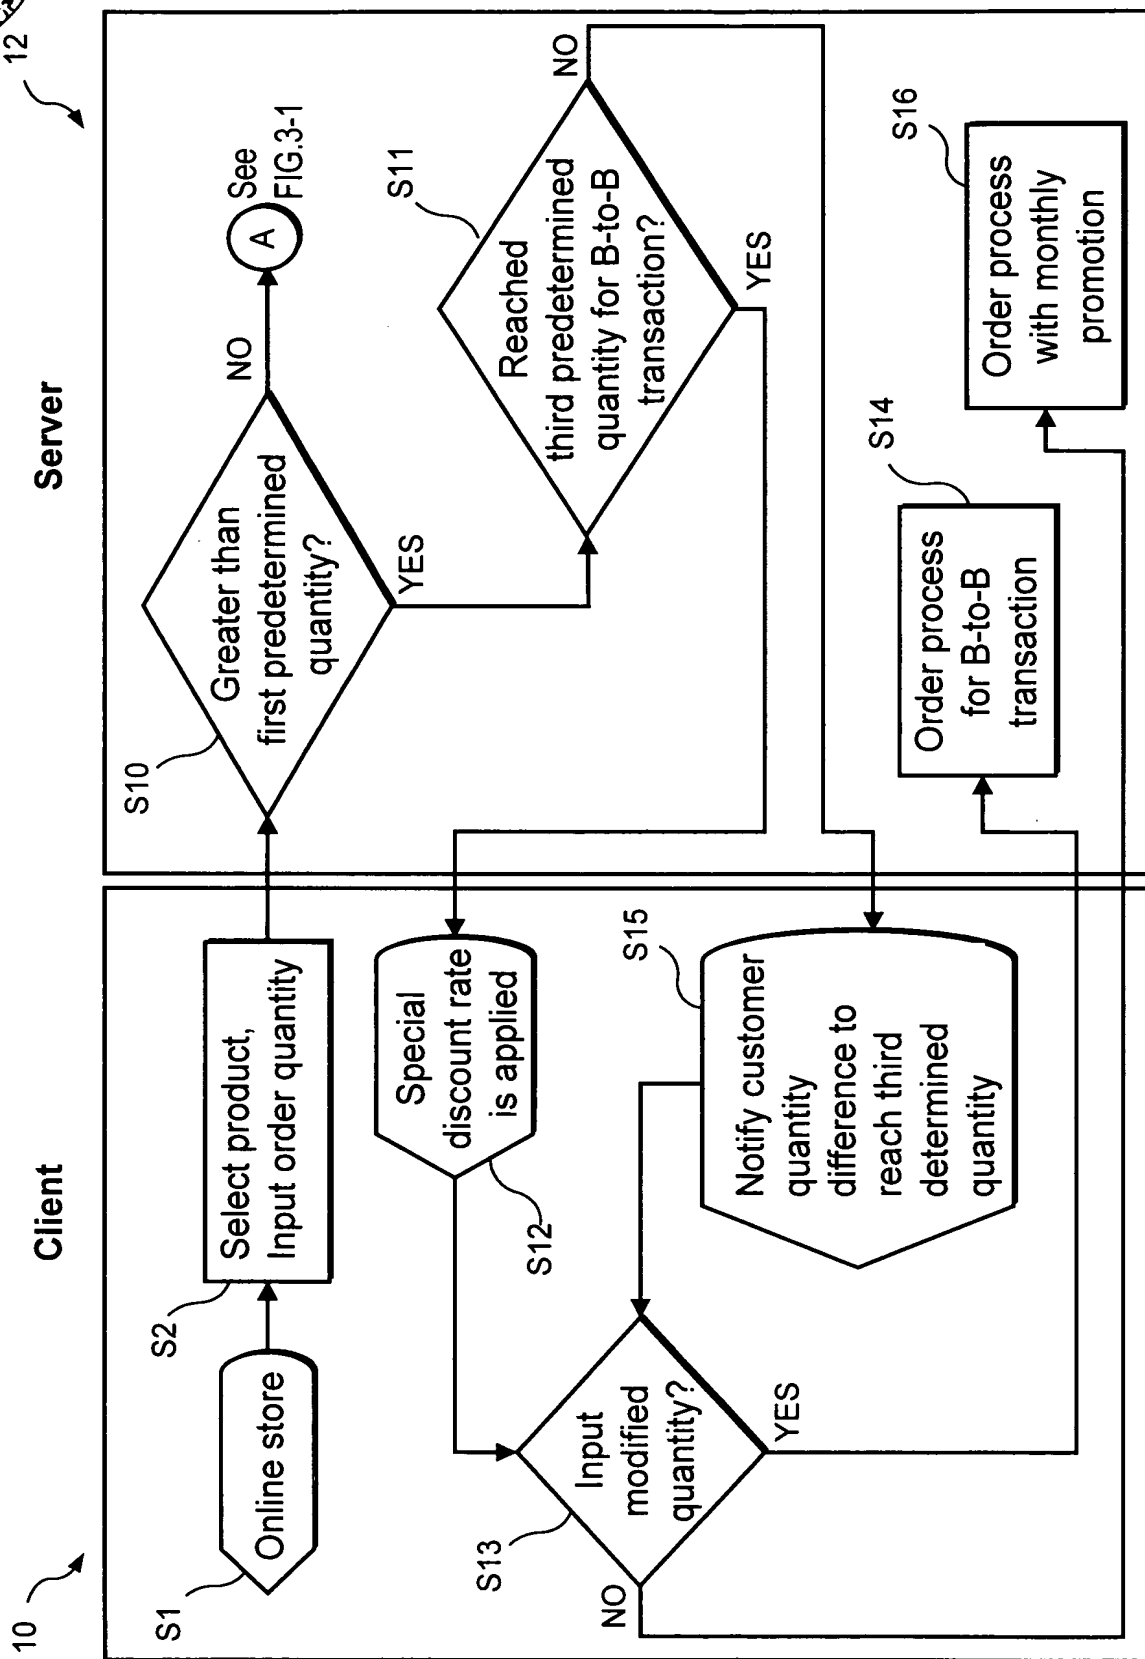 10
Client
Server
12
S1
Online store
S2
Select product,
Input order quantity
S10
Greater than
first predetermined
quantity?
NO
A
See
FIG.3-1
YES
S11
Reached
third predetermined
quantity for B-to-B
transaction?
NO
YES
Special
discount rate
is applied
S12
S13
Input
modified
quantity?
NO
YES
S15
Notify customer
quantity
difference to
reach third
determined
quantity
S14
Order process
for B-to-B
transaction
S16
Order process
with monthly
promotion